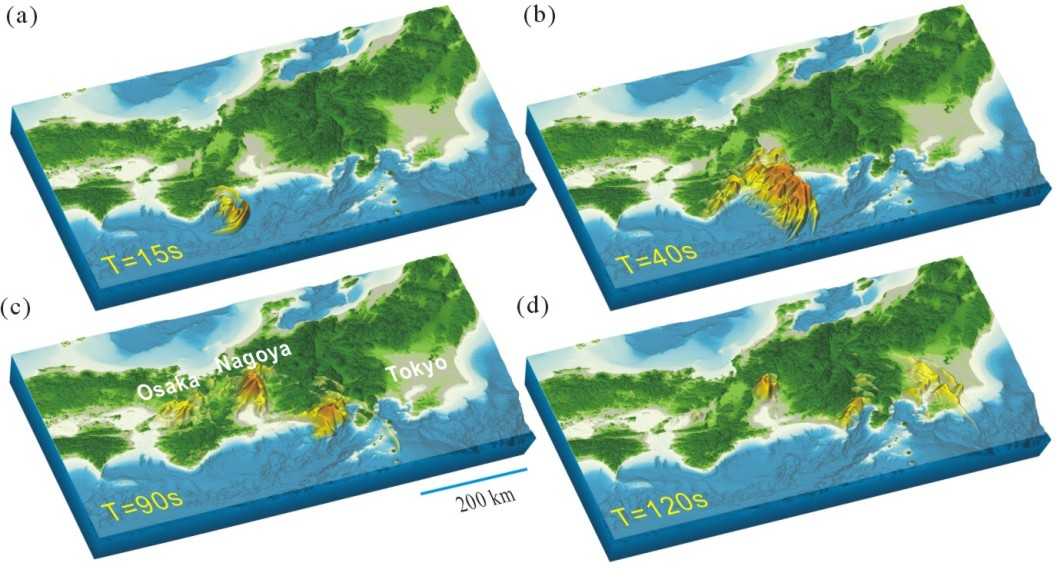 (a)
(b)
T=15s
T=40s
(c)
(d)
Osaka
Nagoya
Tokyo
T=90s
200 km
T=120s